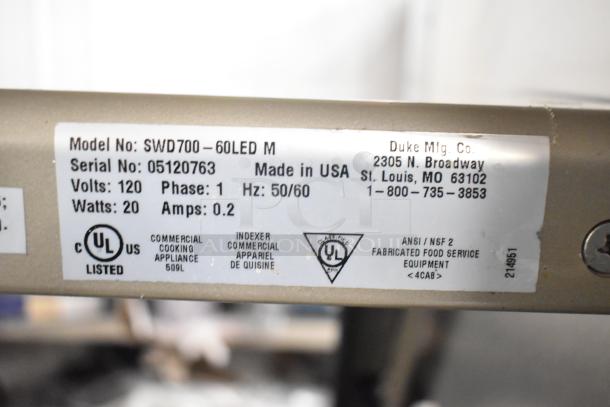 Model No: SWD700-60LED M
Serial No: 05120763 Made in USA
Volts: 120 Phase: 1 Hz: 50/60
Watts: 20 Amps: 0.2
Duke Mfg. Co.
2305 N. Broadway
St. Louis, MO 63102
1-800-735-3853
C UL US
LISTED
COMMERCIAL
COOKING
APPLIANCE
509L
INDEXER
COMMERCIAL
APPARIEL
DE QUISINE
UL
ANSI / NSF 2
FABRICATED FOOD SERVICE
EQUIPMENT
<4CAB>
214951